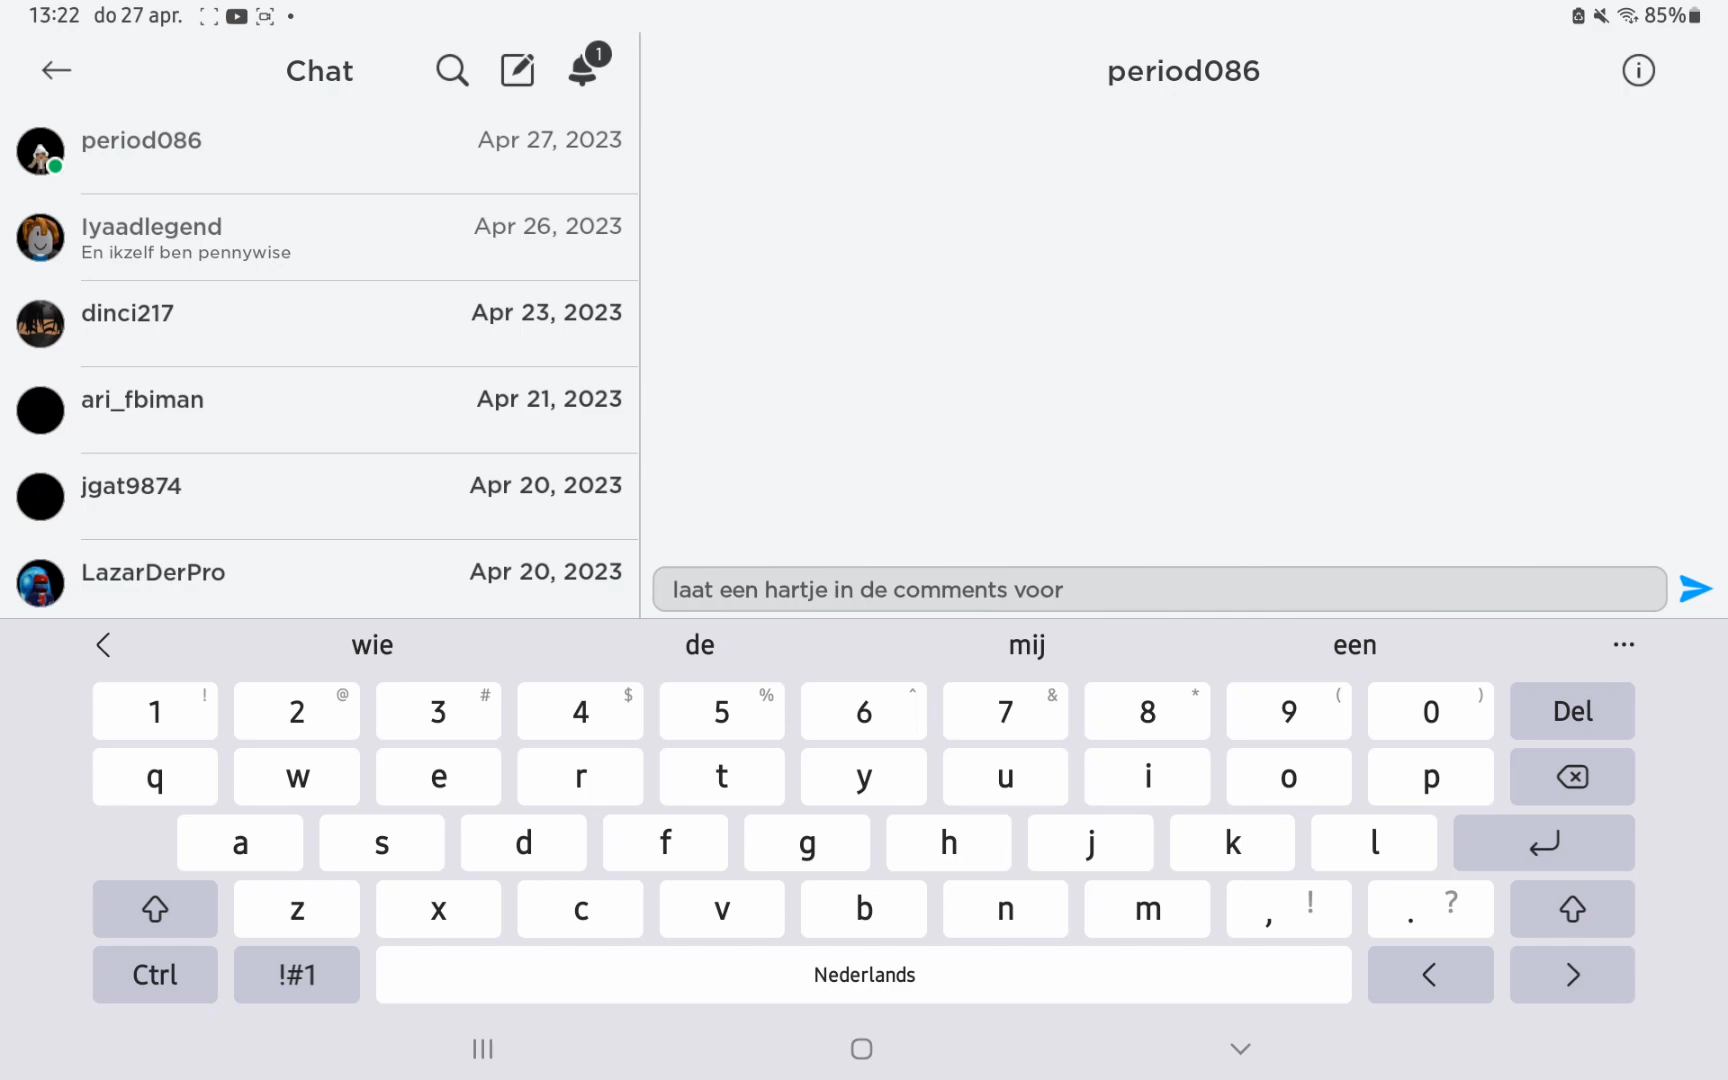 13:22 do 27 apr. 85%
Chat 1
period086
period086 Apr 27, 2023
Iyaadlegend Apr 26, 2023
En ikzelf ben pennywise
dinci217 Apr 23, 2023
ari_fbiman Apr 21, 2023
jgat9874 Apr 20, 2023
LazarDerPro Apr 20, 2023
laat een hartje in de comments voor
wie de mij een ...
1 ! 2 @ 3 # 4 $ 5 % 6 ^ 7 & 8 * 9 ( 0 ) Del
q w e r t y u i o p
a s d f g h j k l
z x c v b n m , ! . ?
Ctrl !#1 Nederlands < >